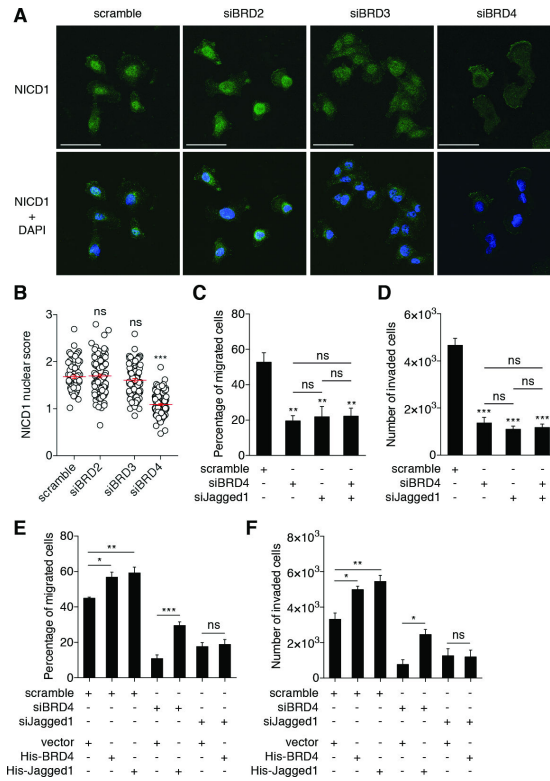 A
scramble siBRD2 siBRD3 siBRD4
NICD1
NICD1
+
DAPI
B
NICD1 nuclear score
3
2
1
0
ns
ns
***
scramble siBRD2 siBRD3 siBRD4
C
Percentage of migrated cells
80
60
40
20
0
ns
ns
ns
** ** **
scramble + - - -
siBRD4 - + - +
siJagged1 - - + +
D
Number of invaded cells
6×10³
4×10³
2×10³
0
ns
ns
ns
*** *** ***
scramble + - - -
siBRD4 - + - +
siJagged1 - - + +
E
Percentage of migrated cells
80
60
40
20
0
**
*
***
ns
scramble + + + - - - -
siBRD4 - - - + + - -
siJagged1 - - - - - + +
vector + - - + - + -
His-BRD4 - + - - - - +
His-Jagged1 - - + - + - -
F
Number of invaded cells
8×10³
6×10³
4×10³
2×10³
0
**
*
*
ns
scramble + + + - - - -
siBRD4 - - - + + - -
siJagged1 - - - - - + +
vector + - - + - + -
His-BRD4 - + - - - - +
His-Jagged1 - - + - + - -